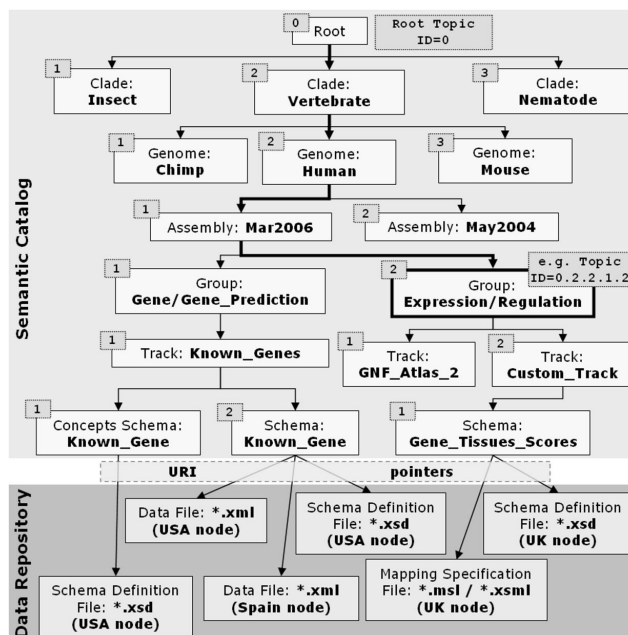 0
Root
Root Topic
ID=0
1
Clade:
Insect
2
Clade:
Vertebrate
3
Clade:
Nematode
1
Genome:
Chimp
2
Genome:
Human
3
Genome:
Mouse
1
Assembly: Mar2006
2
Assembly: May2004
1
Group:
Gene/Gene_Prediction
2
Group:
Expression/Regulation
e.g. Topic
ID=0.2.2.1.2
1
Track: Known_Genes
1
Track:
GNF_Atlas_2
2
Track:
Custom_Track
1
Concepts Schema:
Known_Gene
2
Schema:
Known_Gene
1
Schema:
Gene_Tissues_Scores
Semantic Catalog
URI pointers
Data Repository
Data File: *.xml
(USA node)
Schema Definition
File: *.xsd
(USA node)
Schema Definition
File: *.xsd
(UK node)
Schema Definition
File: *.xsd
(USA node)
Data File: *.xml
(Spain node)
Mapping Specification
File: *.msl / *.xsml
(UK node)